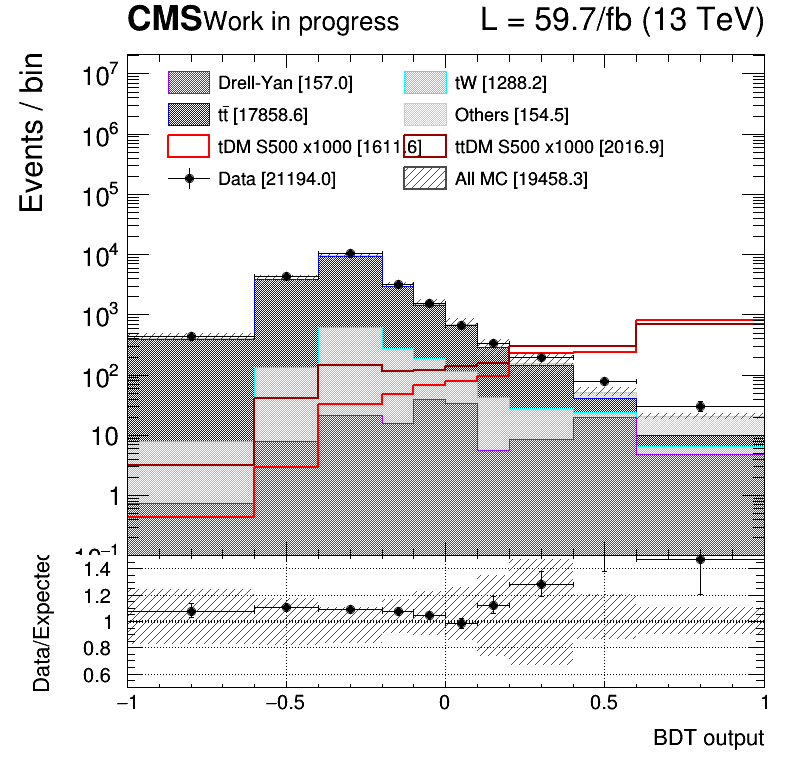 CMS Work in progress L = 59.7/fb (13 TeV)
Events / bin
Drell-Yan [157.0] tW [1288.2]
tt̄ [17858.6] Others [154.5]
tDM S500 x1000 [1611.6] ttDM S500 x1000 [2016.9]
Data [21194.0] All MC [19458.3]
10⁷
10⁶
10⁵
10⁴
10³
10²
10
1
10⁻¹
Data/Expected
1.4
1.2
1
0.8
0.6
−1 −0.5 0 0.5 1
BDT output